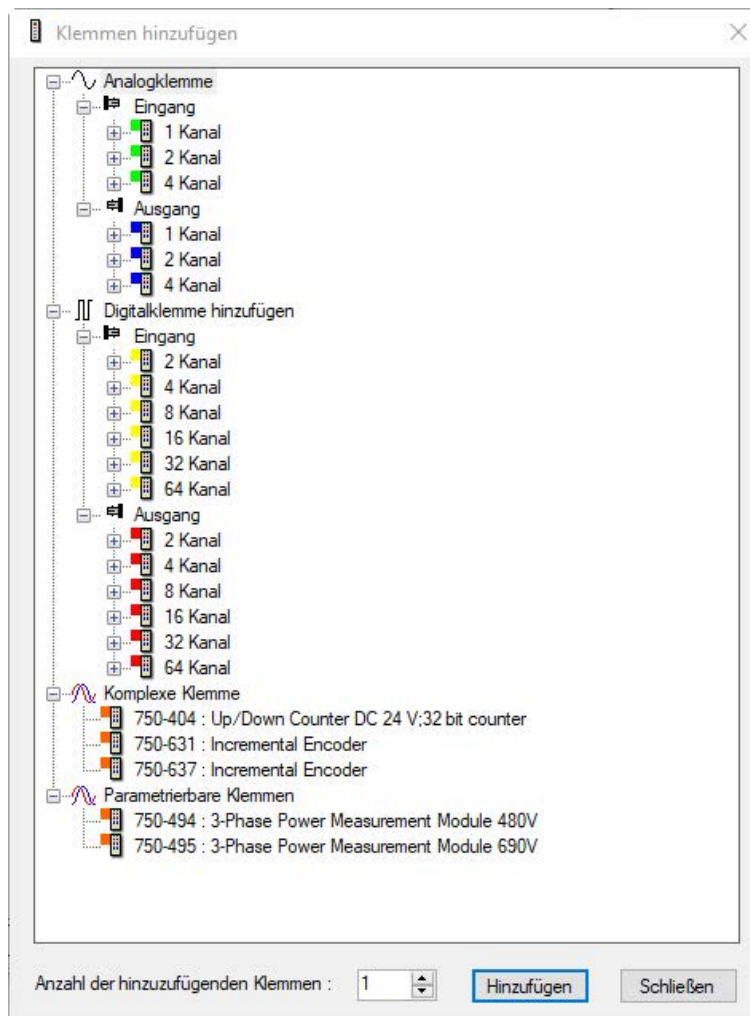 Klemmen hinzufügen
Analogklemme
Eingang
1 Kanal
2 Kanal
4 Kanal
Ausgang
1 Kanal
2 Kanal
4 Kanal
Digitalklemme hinzufügen
Eingang
2 Kanal
4 Kanal
8 Kanal
16 Kanal
32 Kanal
64 Kanal
Ausgang
2 Kanal
4 Kanal
8 Kanal
16 Kanal
32 Kanal
64 Kanal
Komplexe Klemme
750-404 : Up/Down Counter DC 24 V;32 bit counter
750-631 : Incremental Encoder
750-637 : Incremental Encoder
Parametrierbare Klemmen
750-494 : 3-Phase Power Measurement Module 480V
750-495 : 3-Phase Power Measurement Module 690V
Anzahl der hinzuzufügenden Klemmen : 1 Hinzufügen Schließen